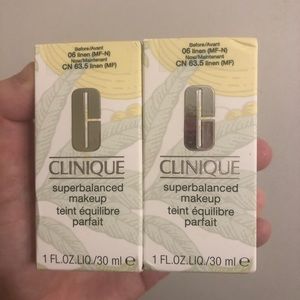 Before/Avant
06 linen (MF-N)
Now/Maintenant
CN 63.5 linen (MF)
C
CLINIQUE
superbalanced
makeup
teint équilibre
parfait
1 FL.OZ.LIQ./30 ml e
Before/Avant
06 linen (MF-N)
Now/Maintenant
CN 63.5 linen (MF)
C
CLINIQUE
superbalanced
makeup
teint équilibre
parfait
1 FL.OZ.LIQ./30 ml e